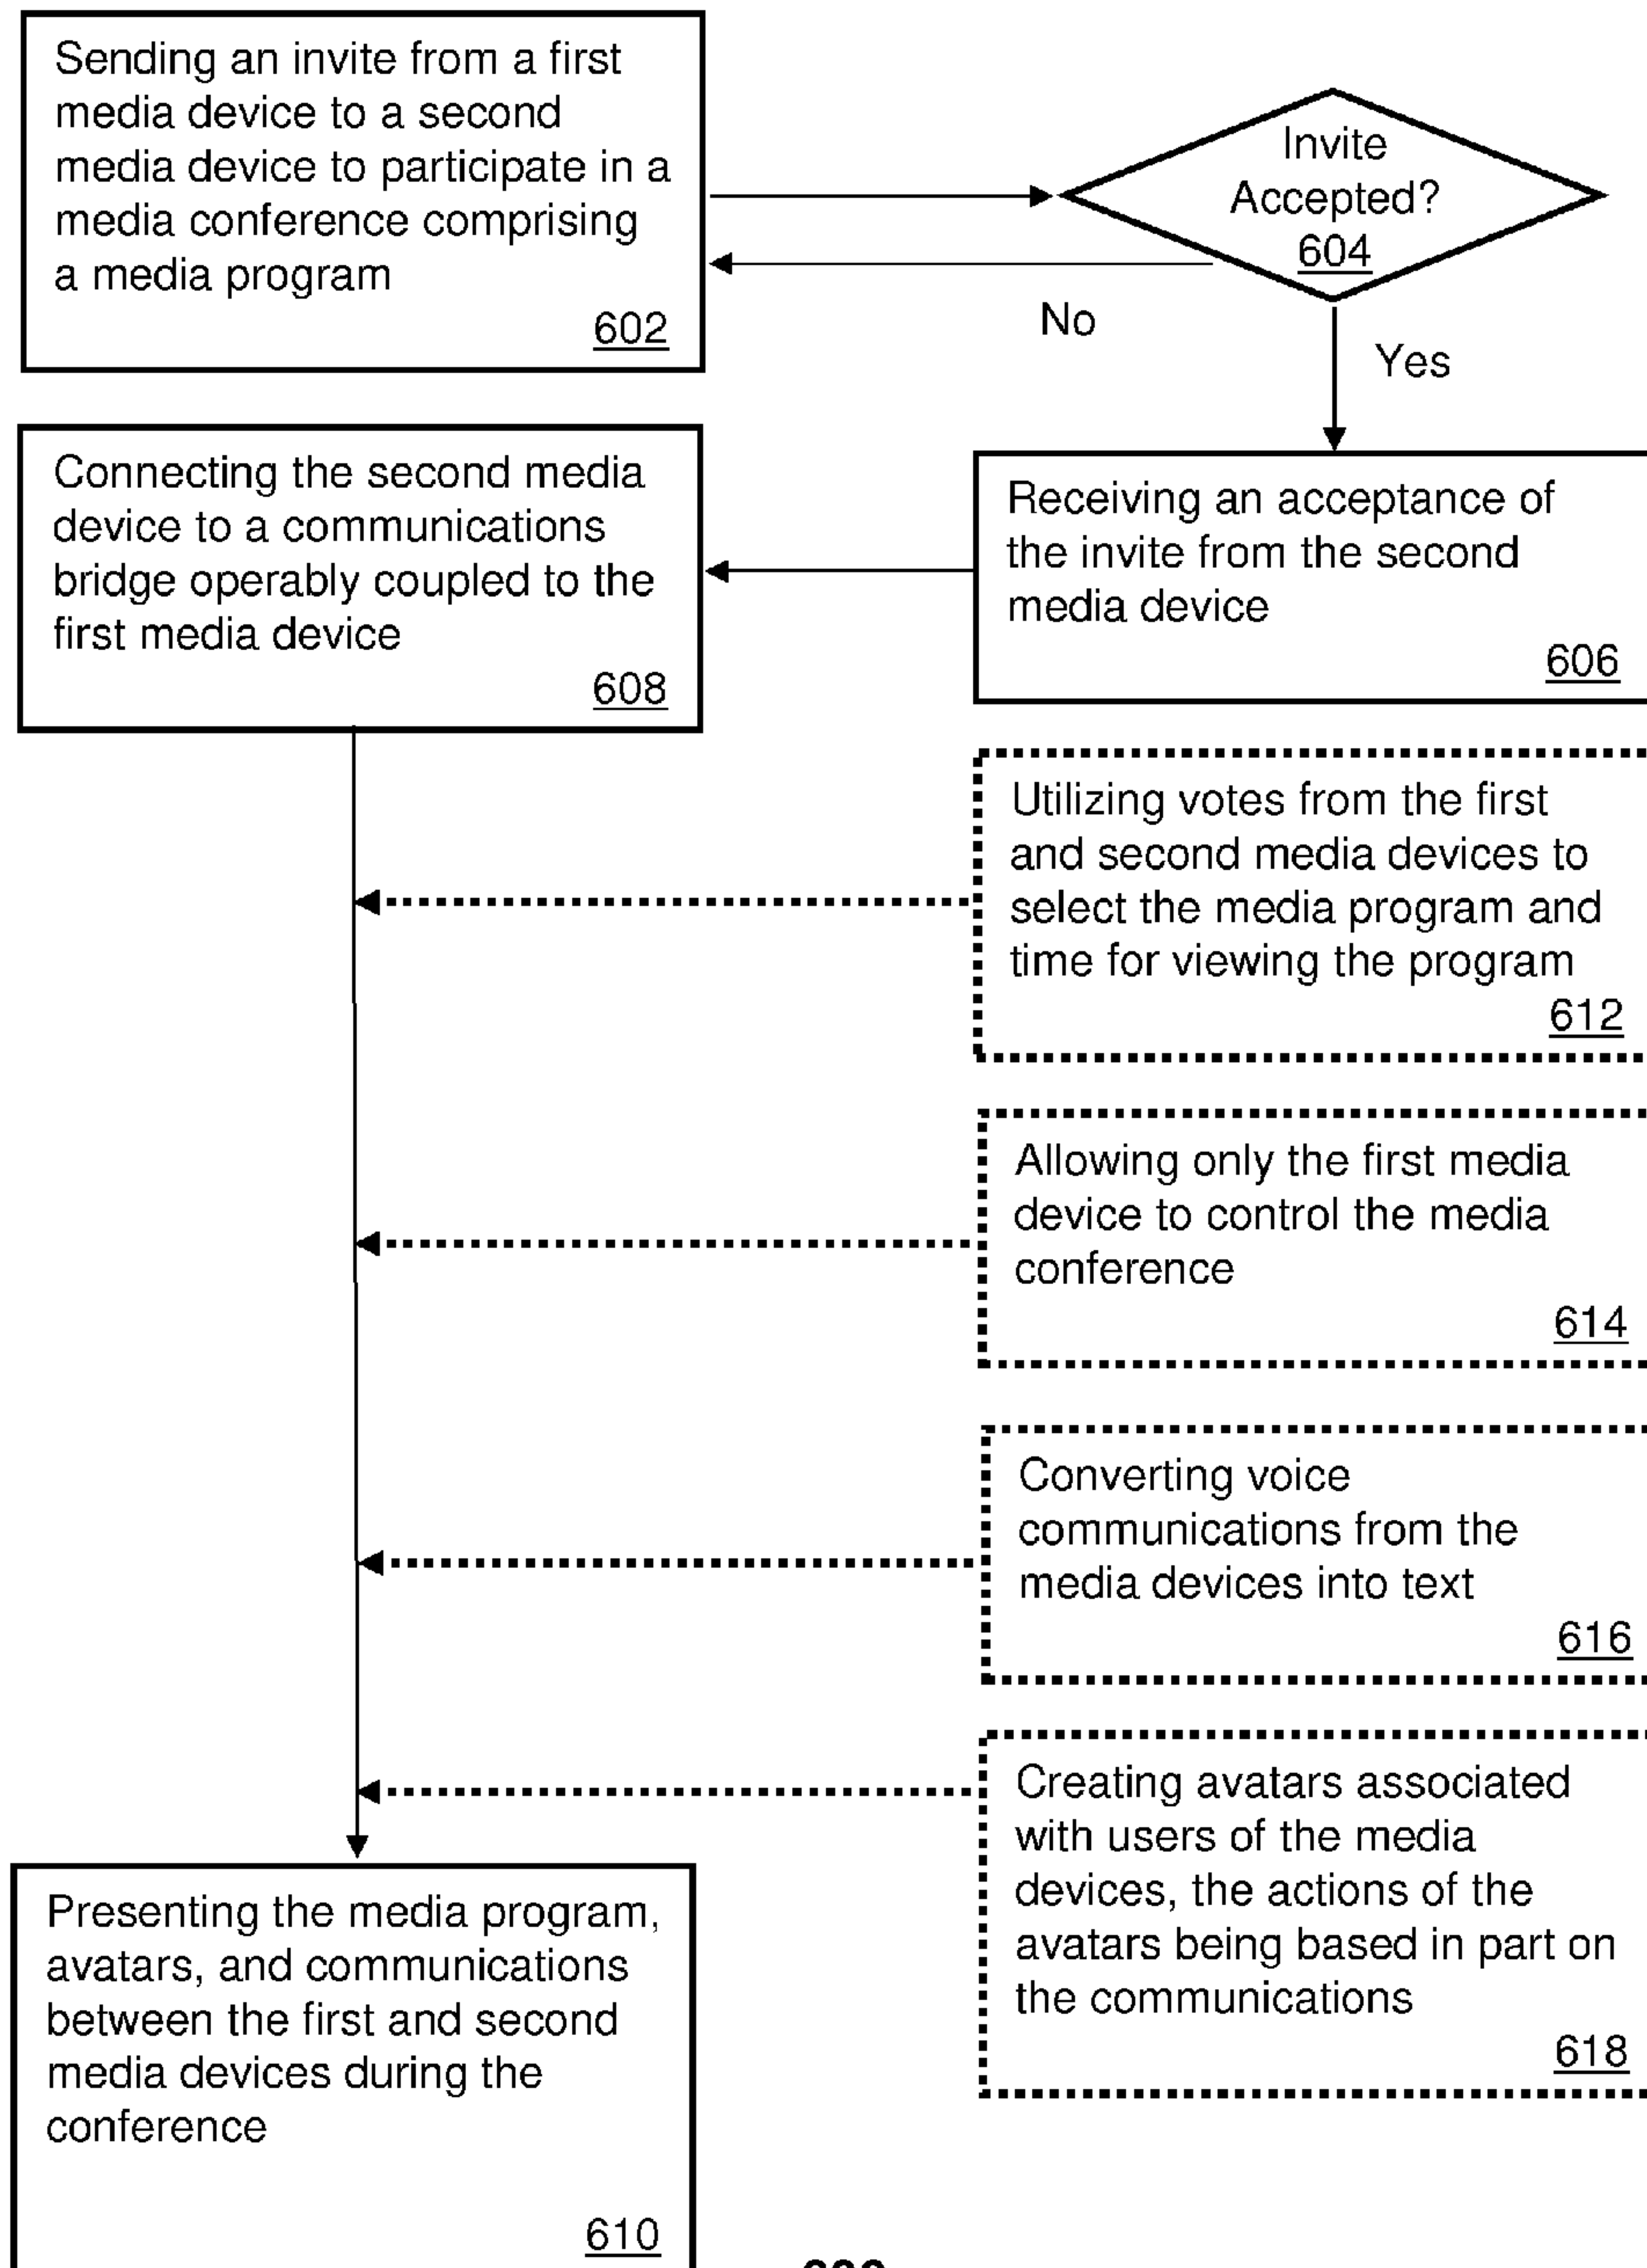 Sending an invite from a first
media device to a second
media device to participate in a
media conference comprising
a media program
602
Invite
Accepted?
604
No
Yes
Receiving an acceptance of
the invite from the second
media device
606
Connecting the second media
device to a communications
bridge operably coupled to the
first media device
608
Utilizing votes from the first
and second media devices to
select the media program and
time for viewing the program
612
Allowing only the first media
device to control the media
conference
614
Converting voice
communications from the
media devices into text
616
Creating avatars associated
with users of the media
devices, the actions of the
avatars being based in part on
the communications
618
Presenting the media program,
avatars, and communications
between the first and second
media devices during the
conference
610